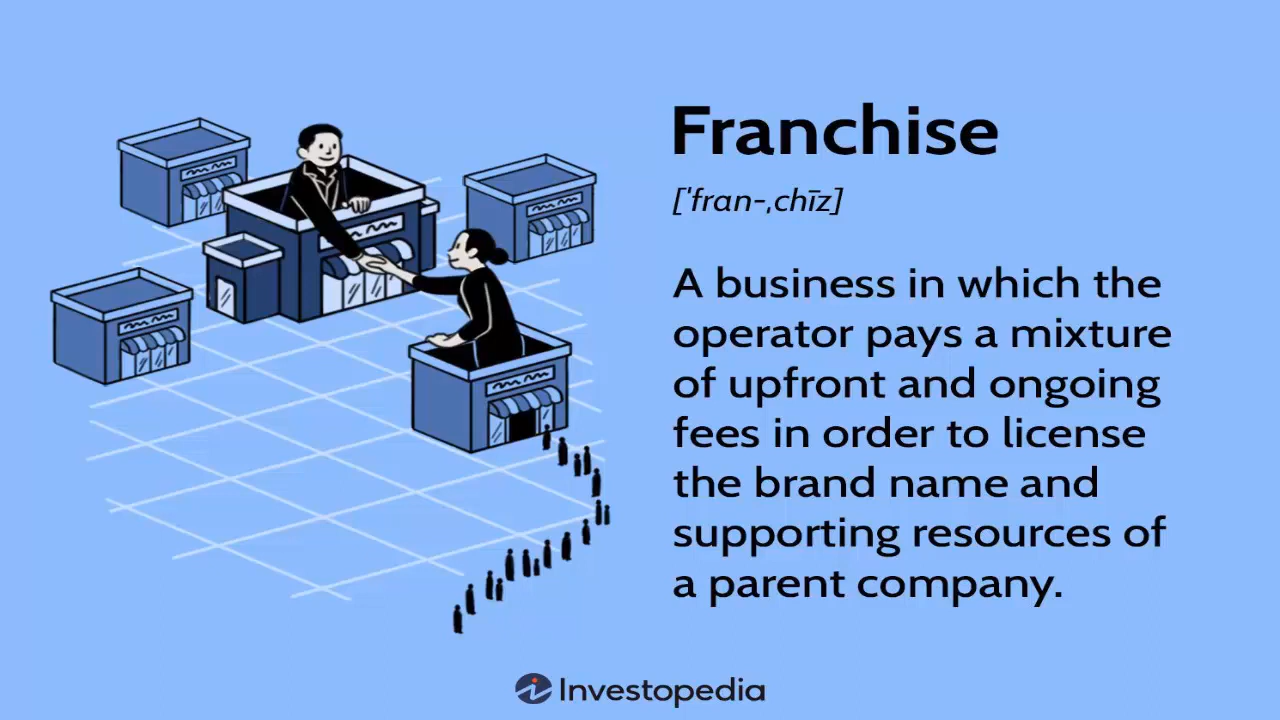 Franchise
[ˈfran-ˌchīz]
A business in which the
operator pays a mixture
of upfront and ongoing
fees in order to license
the brand name and
supporting resources of
a parent company.
Investopedia